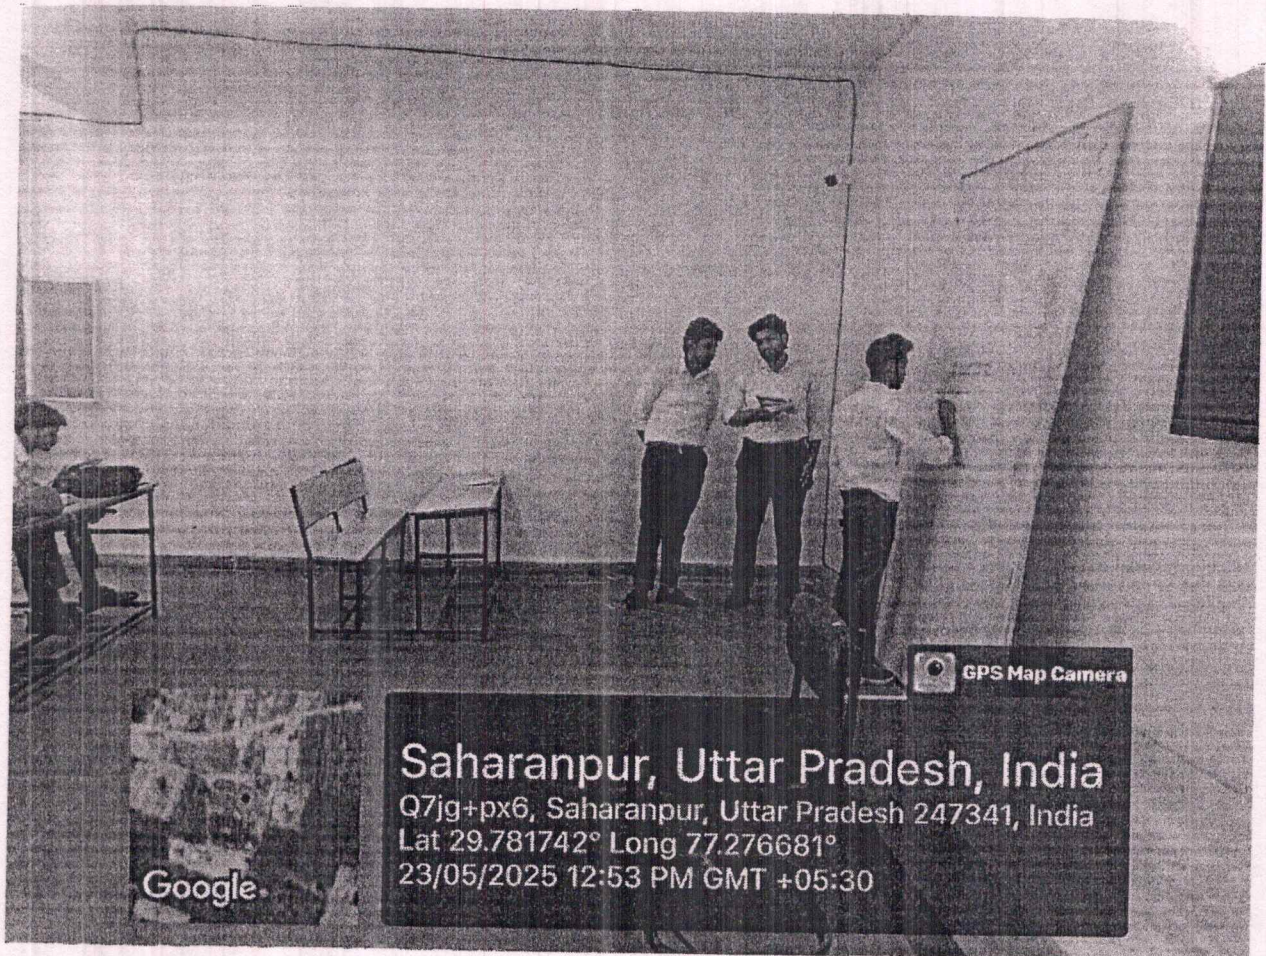 GPS Map Camera
Saharanpur, Uttar Pradesh, India
Q7jg+px6, Saharanpur, Uttar Pradesh 247341, India
Lat 29.781742° Long 77.276681°
23/05/2025 12:53 PM GMT +05:30
Google